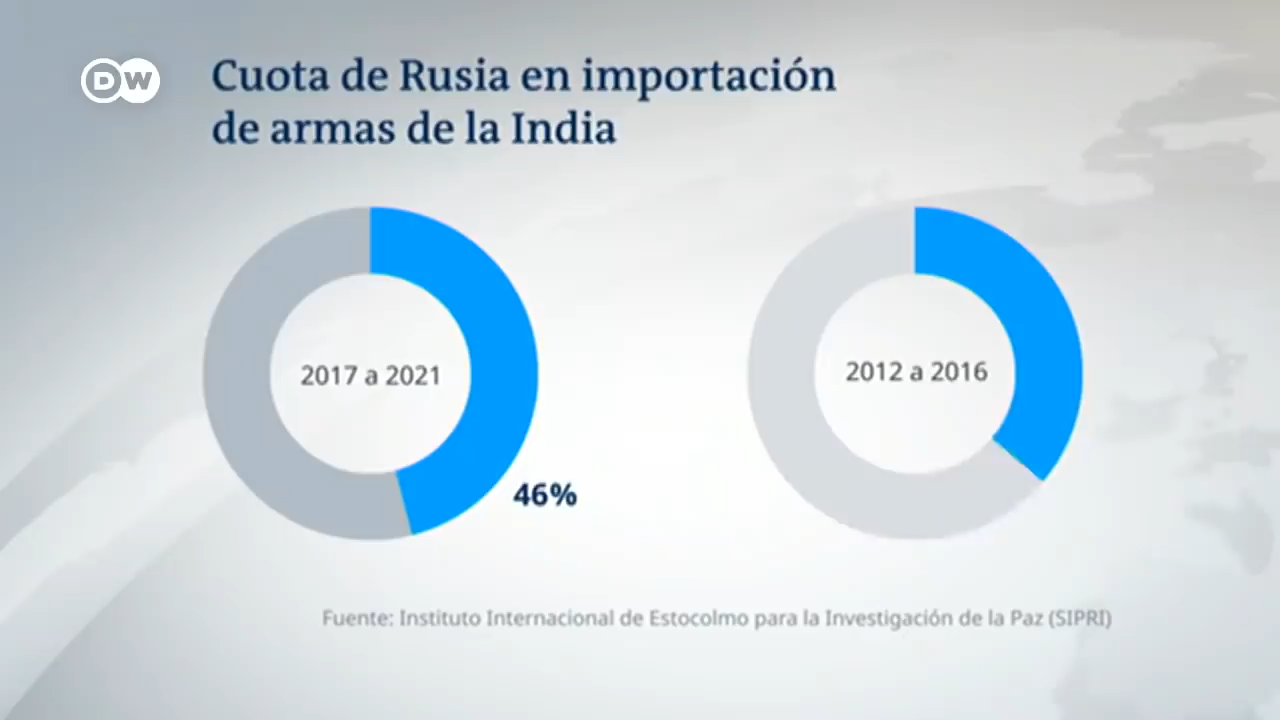 DW
Cuota de Rusia en importación
de armas de la India
2017 a 2021
2012 a 2016
46%
Fuente: Instituto Internacional de Estocolmo para la Investigación de la Paz (SIPRI)